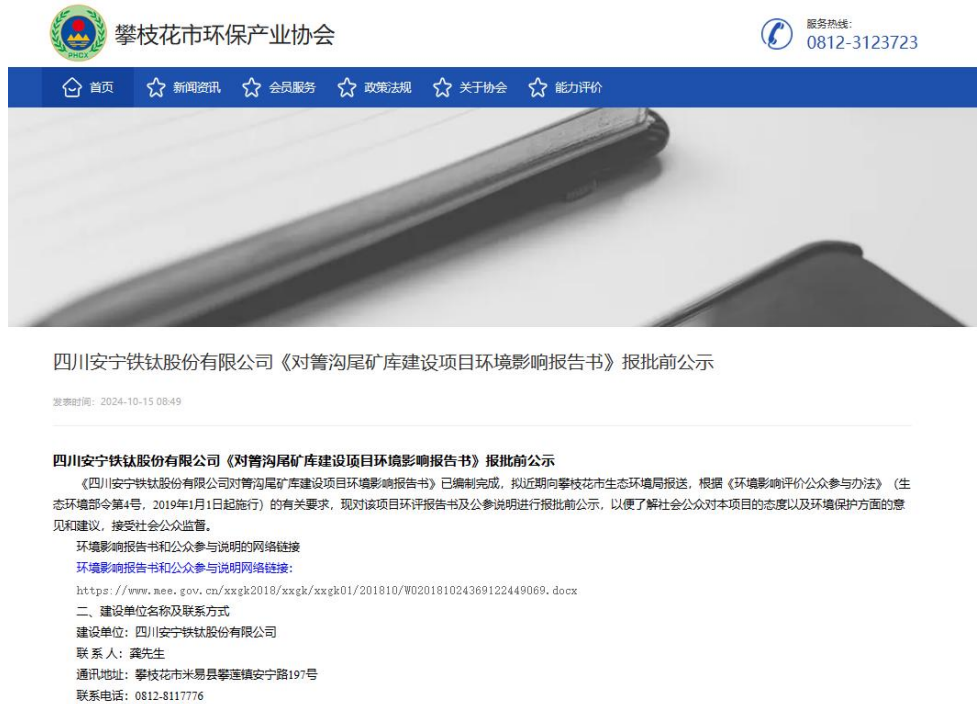 PHCX
攀枝花市环保产业协会
服务热线:
0812-3123723
首页 新闻资讯 会员服务 政策法规 关于协会 能力评价
四川安宁铁钛股份有限公司《对箐沟尾矿库建设项目环境影响报告书》报批前公示
发表时间: 2024-10-15 08:49
四川安宁铁钛股份有限公司《对箐沟尾矿库建设项目环境影响报告书》报批前公示
《四川安宁铁钛股份有限公司对箐沟尾矿库建设项目环境影响报告书》已编制完成，拟近期向攀枝花市生态环境局报送，根据《环境影响评价公众参与办法》（生
态环境部令第4号，2019年1月1日起施行）的有关要求，现对该项目环评报告书及公参说明进行报批前公示，以便了解社会公众对本项目的态度以及环境保护方面的意
见和建议，接受社会公众监督。
环境影响报告书和公众参与说明的网络链接
环境影响报告书和公众参与说明网络链接：
https://www.mee.gov.cn/xxgk2018/xxgk/xxgk01/201810/W020181024369122449069.docx
二、建设单位名称及联系方式
建设单位：四川安宁铁钛股份有限公司
联 系 人：龚先生
通讯地址：攀枝花市米易县攀莲镇安宁路197号
联系电话：0812-8117776